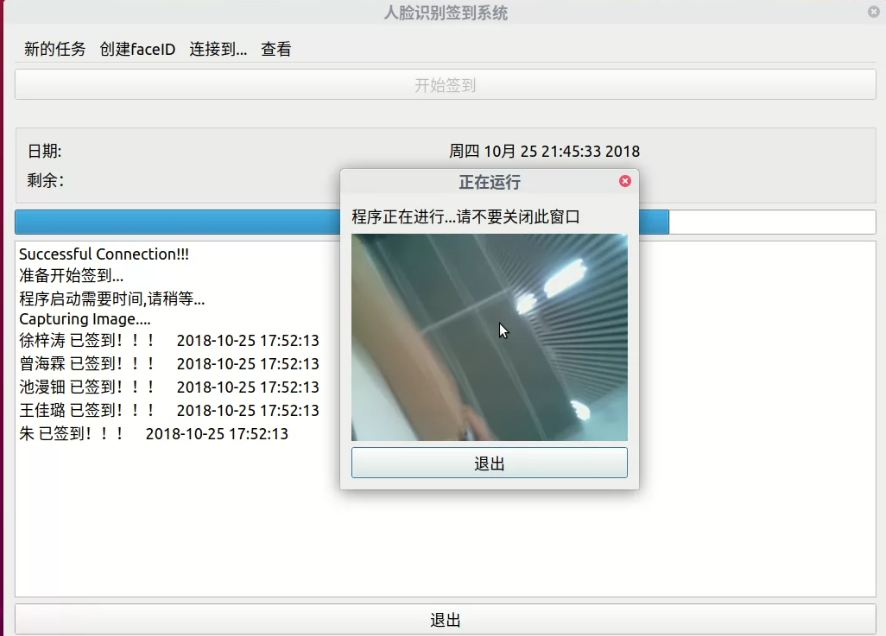 人脸识别签到系统
新的任务 创建faceID 连接到... 查看
开始签到
日期: 周四 10月 25 21:45:33 2018
剩余:
正在运行
程序正在进行...请不要关闭此窗口
退出
Successful Connection!!!
准备开始签到...
程序启动需要时间,请稍等...
Capturing Image....
徐梓涛 已签到！！！ 2018-10-25 17:52:13
曾海霖 已签到！！！ 2018-10-25 17:52:13
池漫钿 已签到！！！ 2018-10-25 17:52:13
王佳璐 已签到！！！ 2018-10-25 17:52:13
朱 已签到！！！ 2018-10-25 17:52:13
退出